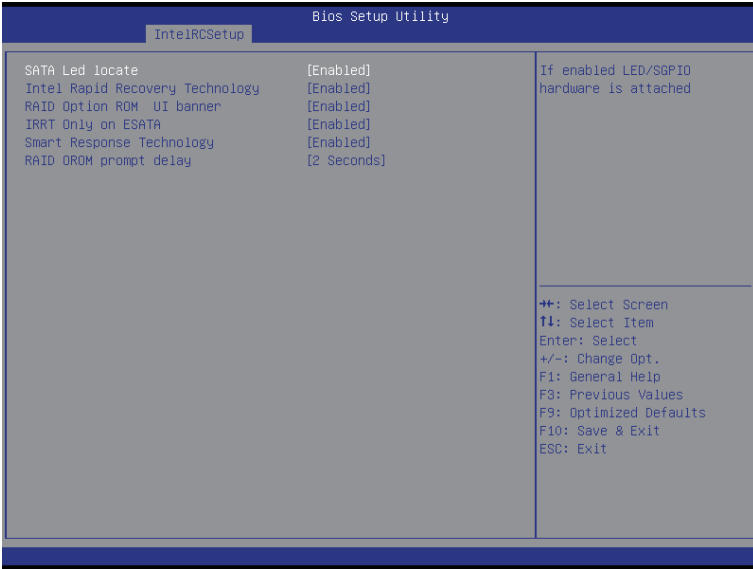 Bios Setup Utility
IntelRCSetup
SATA Led locate [Enabled]
Intel Rapid Recovery Technology [Enabled]
RAID Option ROM  UI banner [Enabled]
IRRT Only on ESATA [Enabled]
Smart Response Technology [Enabled]
RAID OROM prompt delay [2 Seconds]
If enabled LED/SGPIO
hardware is attached
→←: Select Screen
↑↓: Select Item
Enter: Select
+/-: Change Opt.
F1: General Help
F3: Previous Values
F9: Optimized Defaults
F10: Save & Exit
ESC: Exit